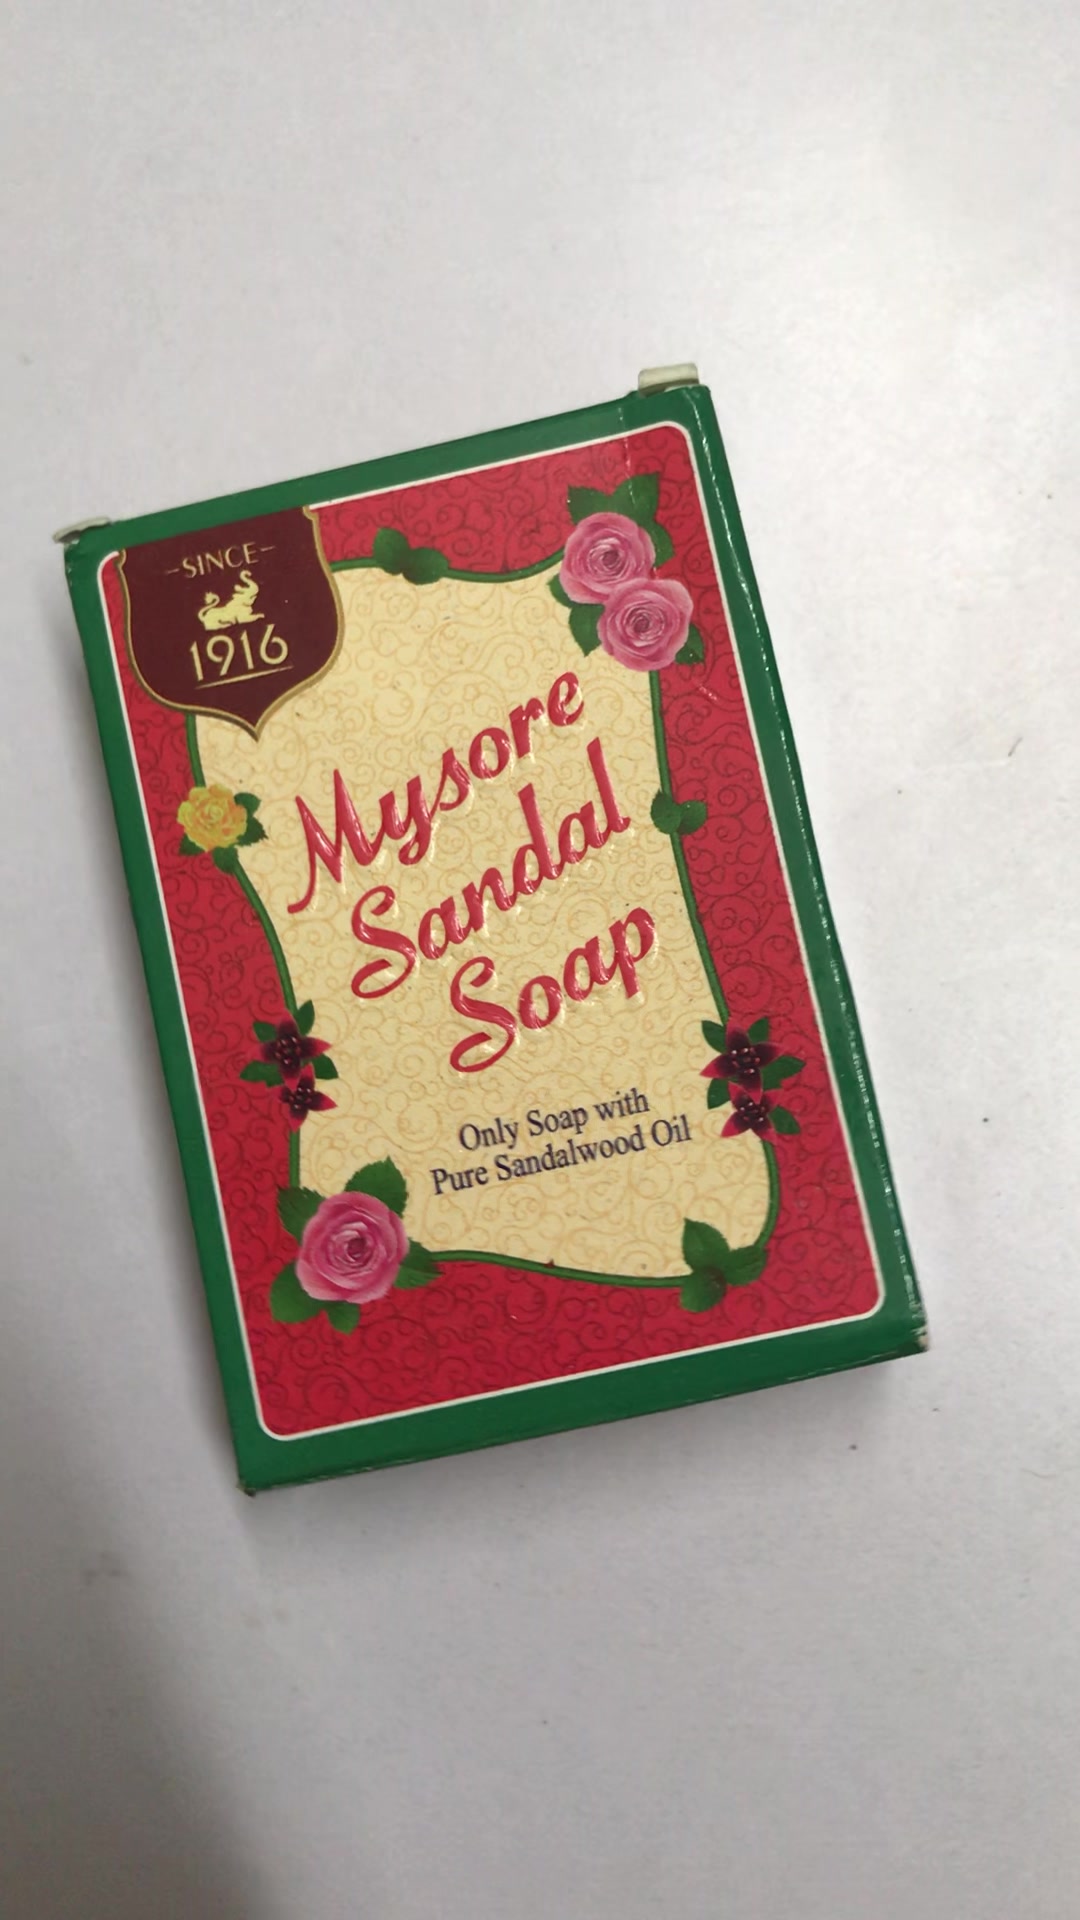 -SINCE-
1916
Mysore
Sandal
Soap
Only Soap with
Pure Sandalwood Oil